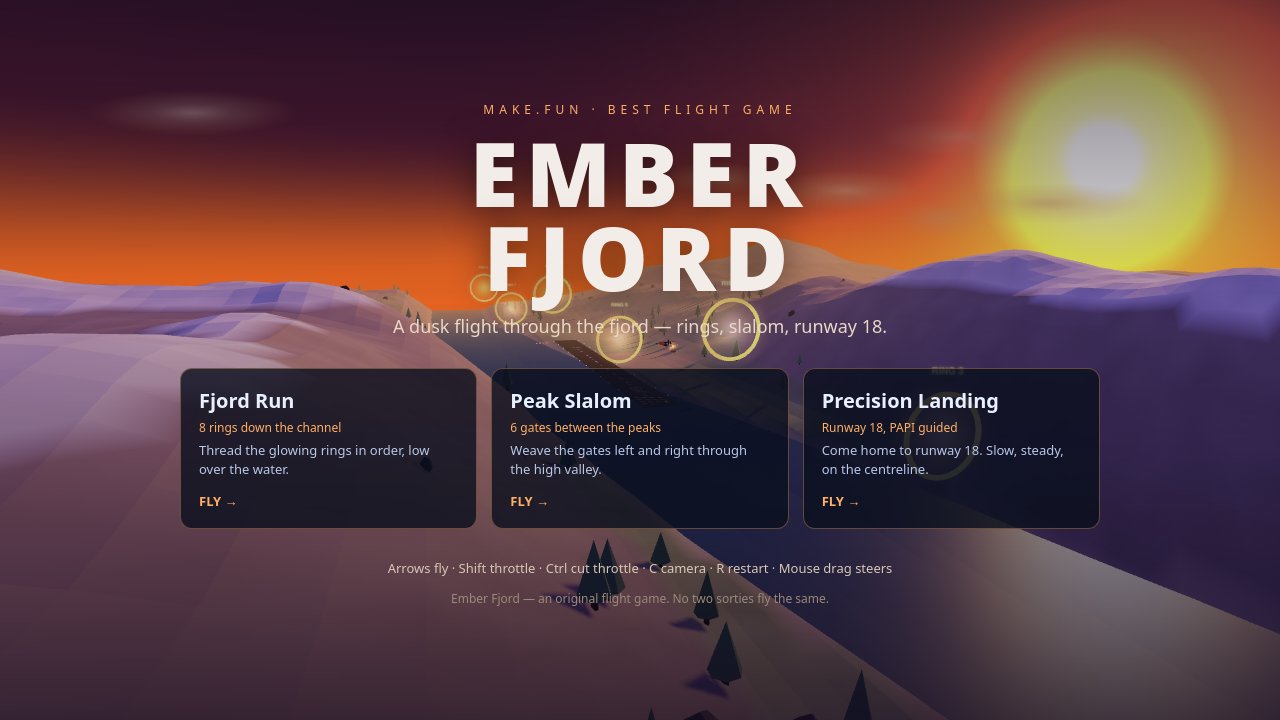 MAKE.FUN · BEST FLIGHT GAME
EMBER
FJORD
A dusk flight through the fjord — rings, slalom, runway 18.
RING 3
Fjord Run
8 rings down the channel
Thread the glowing rings in order, low
over the water.
FLY →
Peak Slalom
6 gates between the peaks
Weave the gates left and right through
the high valley.
FLY →
Precision Landing
Runway 18, PAPI guided
Come home to runway 18. Slow, steady,
on the centreline.
FLY →
Arrows fly · Shift throttle · Ctrl cut throttle · C camera · R restart · Mouse drag steers
Ember Fjord — an original flight game. No two sorties fly the same.